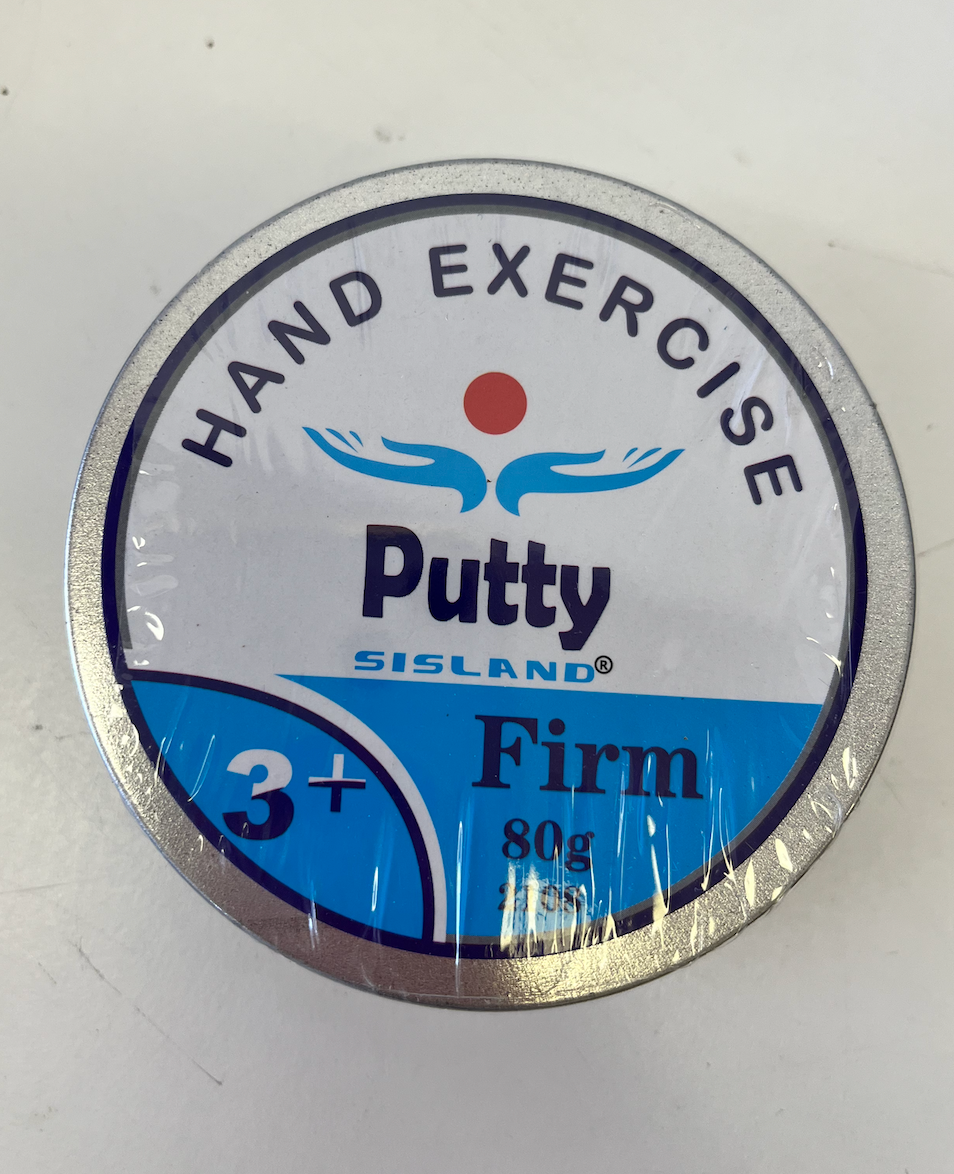 HAND EXERCISE
Putty
SISLAND®
3+
Firm
80g